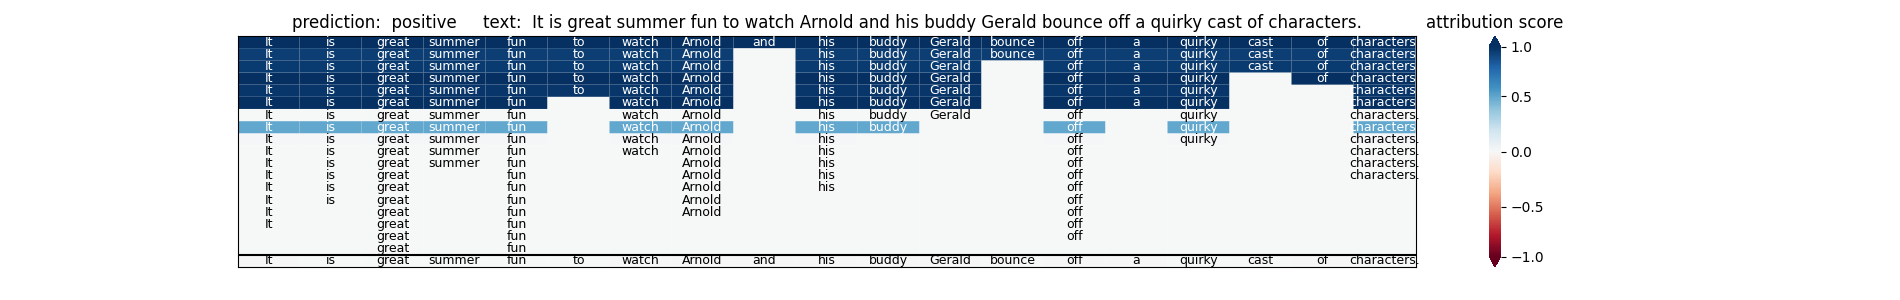 prediction:  positive     text:  It is great summer fun to watch Arnold and his buddy Gerald bounce off a quirky cast of characters.
attribution score
It is great summer fun to watch Arnold and his buddy Gerald bounce off a quirky cast of characters
It is great summer fun to watch Arnold his buddy Gerald bounce off a quirky cast of characters
It is great summer fun to watch Arnold his buddy Gerald off a quirky cast of characters
It is great summer fun to watch Arnold his buddy Gerald off a quirky of characters
It is great summer fun to watch Arnold his buddy Gerald off a quirky characters
It is great summer fun watch Arnold his buddy Gerald off a quirky characters
It is great summer fun watch Arnold his buddy Gerald off quirky characters.
It is great summer fun watch Arnold his buddy off quirky characters
It is great summer fun watch Arnold his off quirky characters.
It is great summer fun watch Arnold his off characters.
It is great summer fun Arnold his off characters.
It is great fun Arnold his off characters.
It is great fun Arnold his off
It is great fun Arnold off
It great fun Arnold off
It great fun off
great fun off
great fun
It is great summer fun to watch Arnold and his buddy Gerald bounce off a quirky cast of characters.
1.0
0.5
0.0
−0.5
−1.0